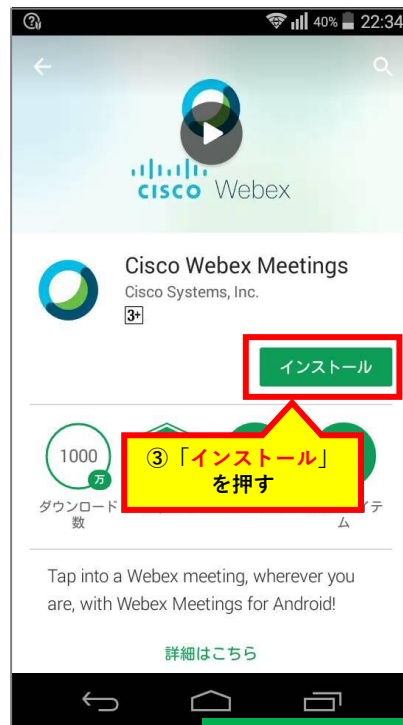 40% 22:34
CISCO Webex
Cisco Webex Meetings
Cisco Systems, Inc.
3+
インストール
1000
万
ダウンロード
数
③「インストール」
を押す
イテ
ム
Tap into a Webex meeting, wherever you
are, with Webex Meetings for Android!
詳細はこちら